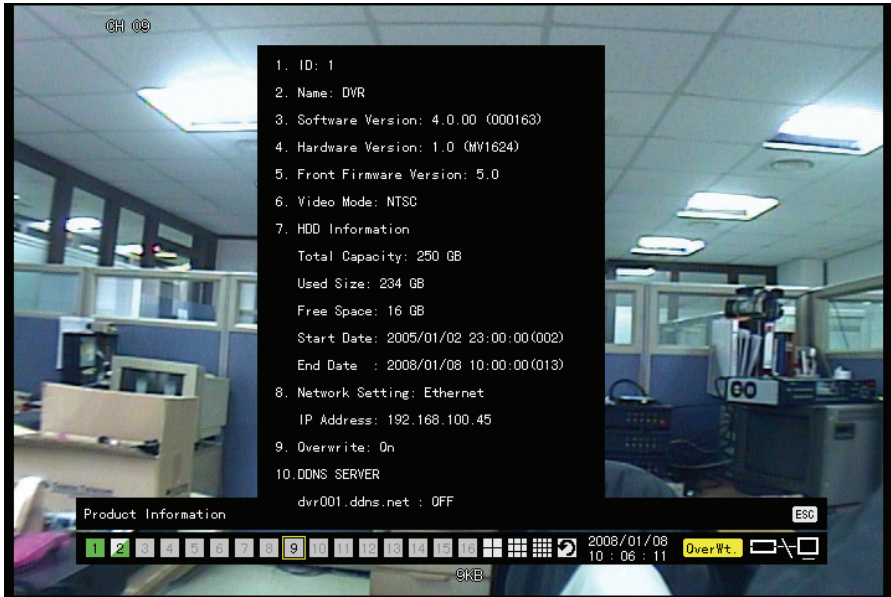 CH 09
1. ID: 1
2. Name: DVR
3. Software Version: 4.0.00 (000163)
4. Hardware Version: 1.0 (MV1624)
5. Front Firmware Version: 5.0
6. Video Mode: NTSC
7. HDD Information
Total Capacity: 250 GB
Used Size: 234 GB
Free Space: 16 GB
Start Date: 2005/01/02 23:00:00(002)
End Date : 2008/01/08 10:00:00(013)
8. Network Setting: Ethernet
IP Address: 192.168.100.45
9. Overwrite: On
10.DDNS SERVER
dvr001.ddns.net : OFF
Product Information ESC
1 2 3 4 5 6 7 8 9 10 11 12 13 14 15 16 2008/01/08 OverWt.
10 : 06 : 11
9KB